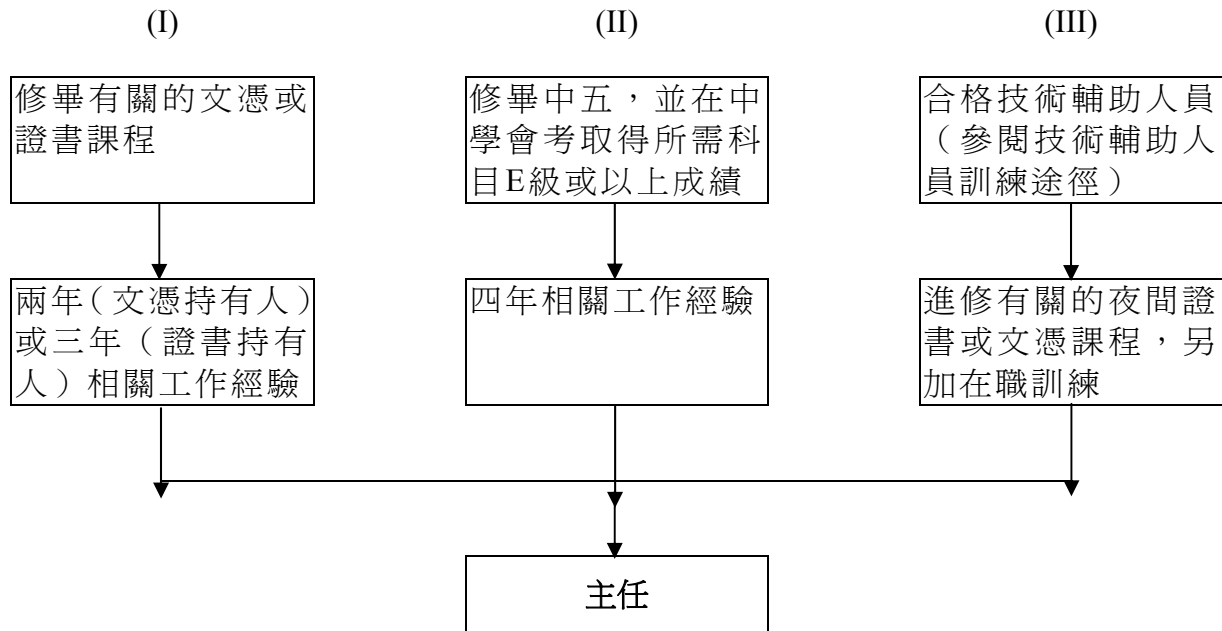 (I)
(II)
(III)
修畢有關的文憑或
證書課程
修畢中五，並在中
學會考取得所需科
目E級或以上成績
合格技術輔助人員
（參閱技術輔助人
員訓練途徑）
兩年（文憑持有人）
或三年（證書持有
人）相關工作經驗
四年相關工作經驗
進修有關的夜間證
書或文憑課程，另
加在職訓練
主任